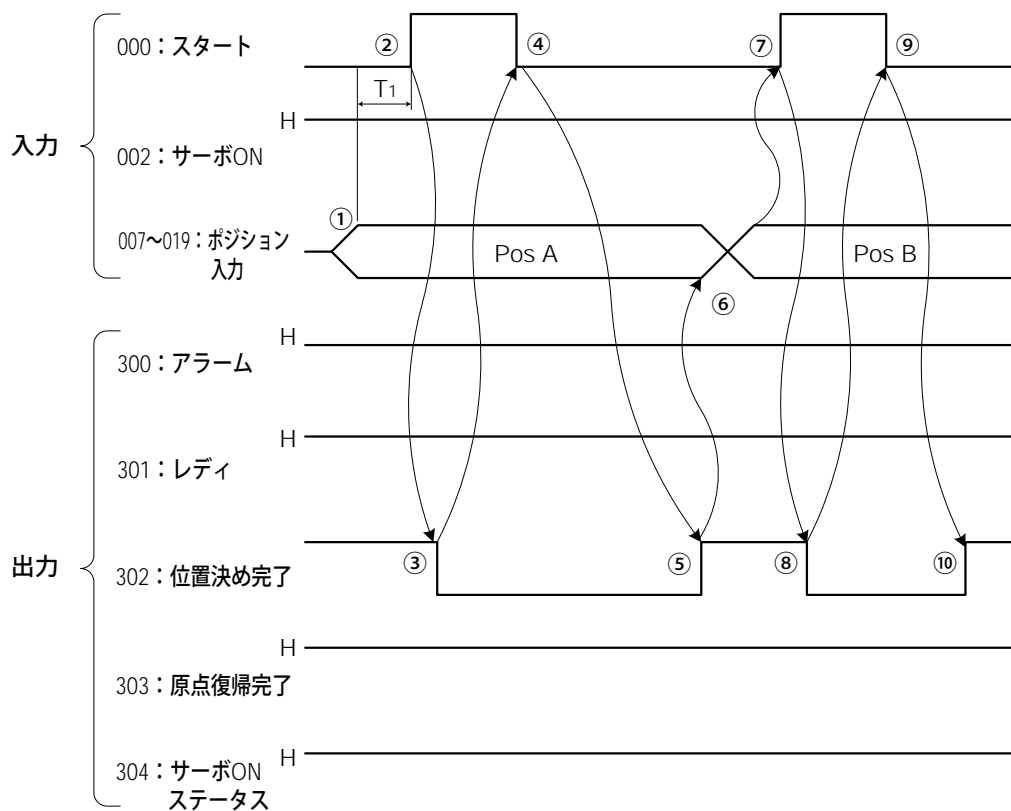 ② ④ ⑦ ⑨
000：スタート
T1
H
入力
002：サーボON
①
007～019：ポジション
入力
Pos A
Pos B
⑥
H
300：アラーム
H
301：レディ
③ ⑤ ⑧ ⑩
出力
302：位置決め完了
H
303：原点復帰完了
H
304：サーボON
ステータス